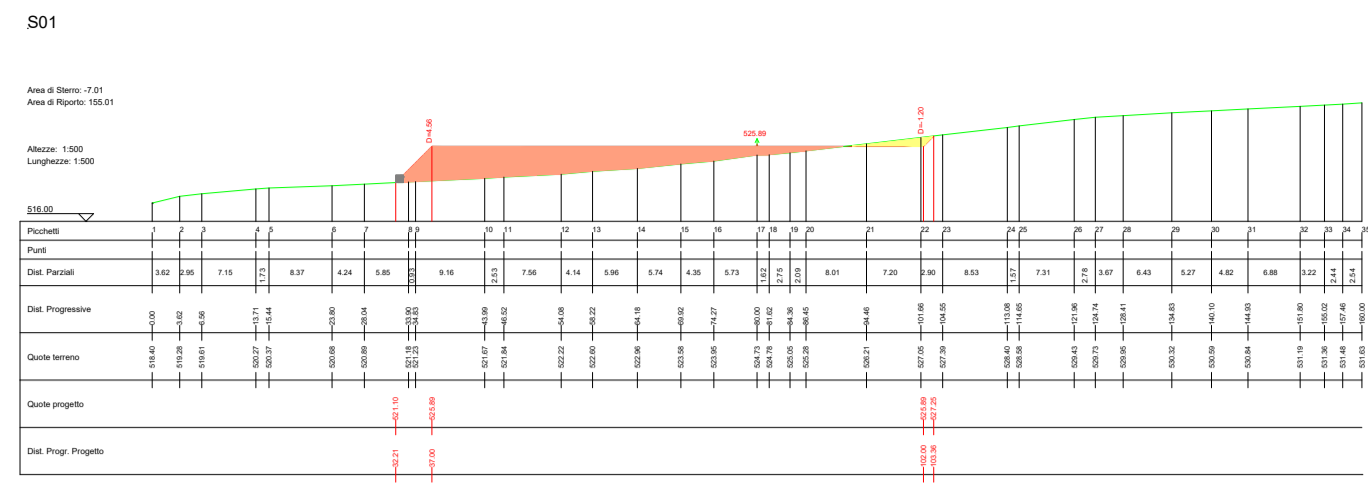 S01
Area di Sterro: -7.01
Area di Riporto: 155.01
Altezze: 1:500
Lunghezze: 1:500
D=4.56
525.89
D=-1.20
516.00
Picchetti 1 2 3 4 5 6 7 8 9 10 11 12 13 14 15 16 17 18 19 20 21 22 23 24 25 26 27 28 29 30 31 32 33 34 35
Punti
Dist. Parziali 3.62 2.95 7.15 1.73 8.37 4.24 5.85 0.93 9.16 2.53 7.56 4.14 5.96 5.74 4.35 5.73 1.62 2.75 2.09 8.01 7.20 2.90 8.53 1.57 7.31 2.78 3.67 6.43 5.27 4.82 6.88 3.22 2.44 2.54
Dist. Progressive 0.00 3.62 6.56 13.71 15.44 23.80 28.04 33.90 34.83 43.99 46.52 54.08 58.22 64.18 69.92 74.27 80.00 81.62 84.36 86.45 94.46 101.66 104.55 113.08 114.65 121.96 124.74 128.41 134.83 140.10 144.93 151.80 155.02 157.46 160.00
Quote terreno 518.40 519.28 519.61 520.27 520.37 520.68 520.89 521.18 521.23 521.67 521.84 522.22 522.60 522.96 523.58 523.95 524.73 524.78 525.05 525.28 526.21 527.05 527.39 528.40 528.58 529.43 529.73 529.95 530.32 530.59 530.84 531.19 531.36 531.48 531.63
Quote progetto 521.10 525.89 525.89 527.25
Dist. Progr. Progetto 32.21 37.00 102.00 103.36